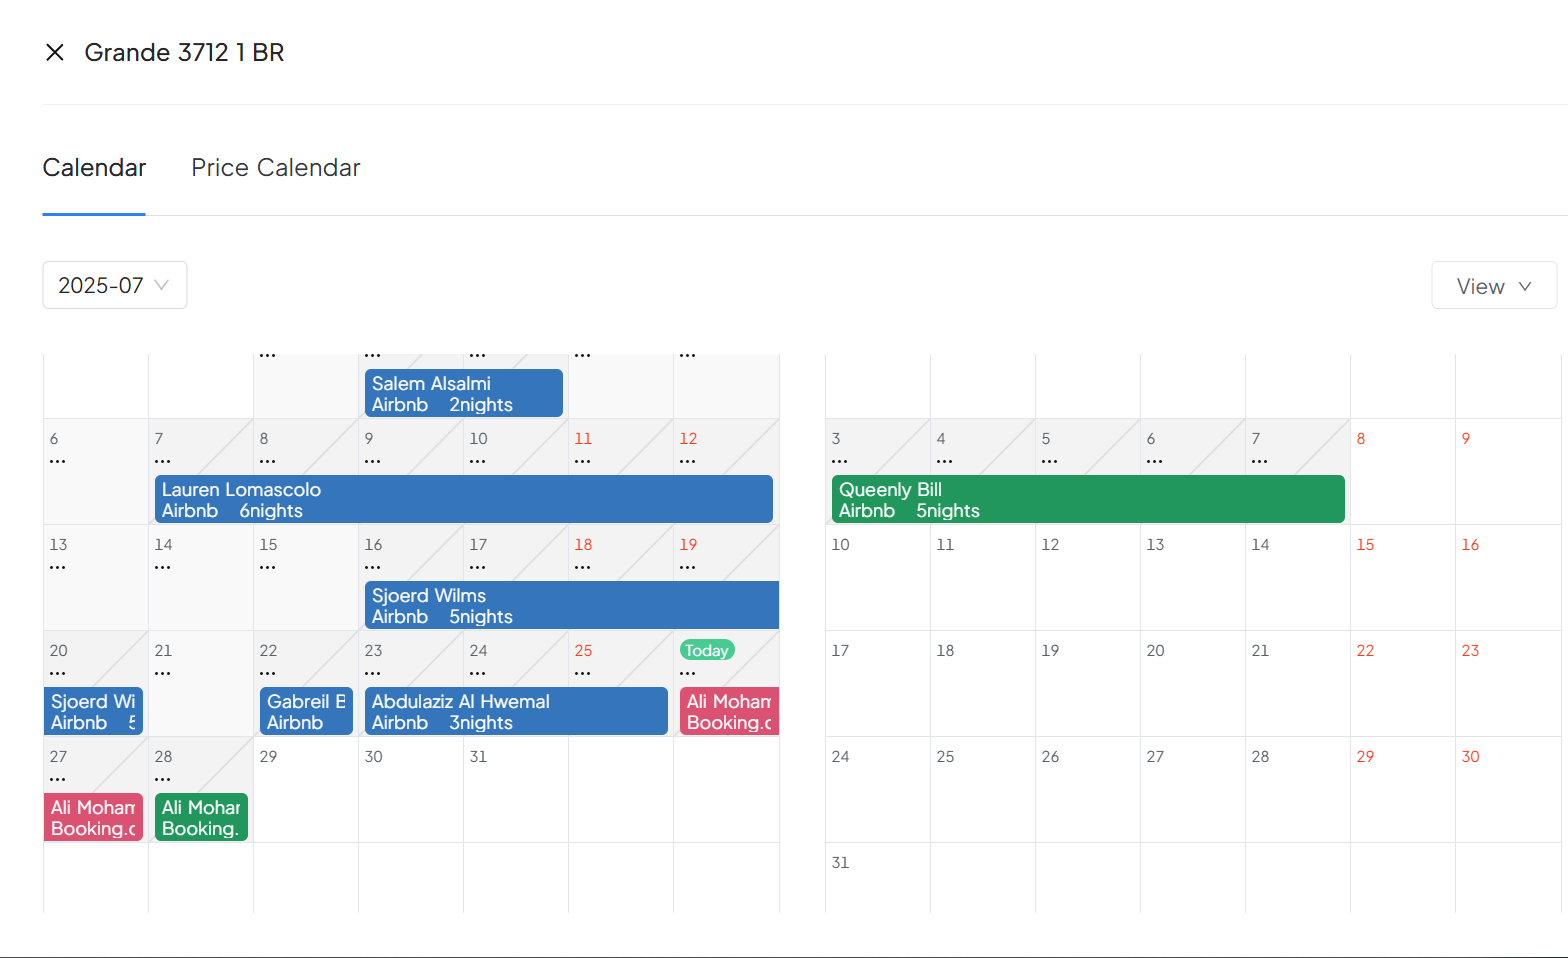 Grande 3712 1 BR
Calendar Price Calendar
2025-07 View
... ... ... ... ...
Salem Alsalmi
Airbnb 2nights
6 7 8 9 10 11 12
... ... ... ... ... ... ...
Lauren Lomascolo
Airbnb 6nights
13 14 15 16 17 18 19
... ... ... ... ... ... ...
Sjoerd Wilms
Airbnb 5nights
20 21 22 23 24 25 Today
... ... ... ... ... ... ...
Sjoerd Wi Gabreil B Abdulaziz Al Hwemal Ali Moham
Airbnb 5 Airbnb Airbnb 3nights Booking.c
27 28 29 30 31
... ...
Ali Moham Ali Mohar
Booking.c Booking.
3 4 5 6 7 8 9
... ... ... ... ...
Queenly Bill
Airbnb 5nights
10 11 12 13 14 15 16
17 18 19 20 21 22 23
24 25 26 27 28 29 30
31